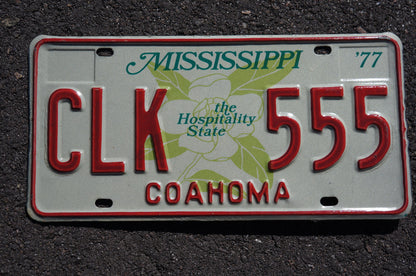 MISSISSIPPI '77
the
Hospitality
State
CLK 555
COAHOMA